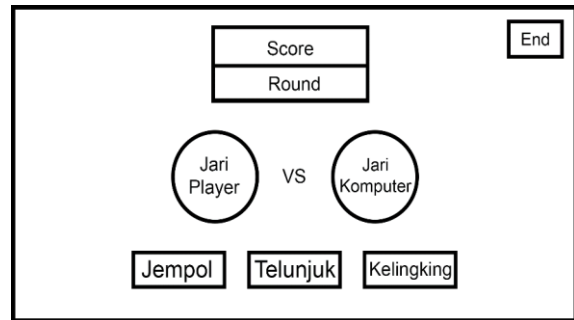 Score
End
Round
Jari
Player
VS
Jari
Komputer
Jempol
Telunjuk
Kelingking